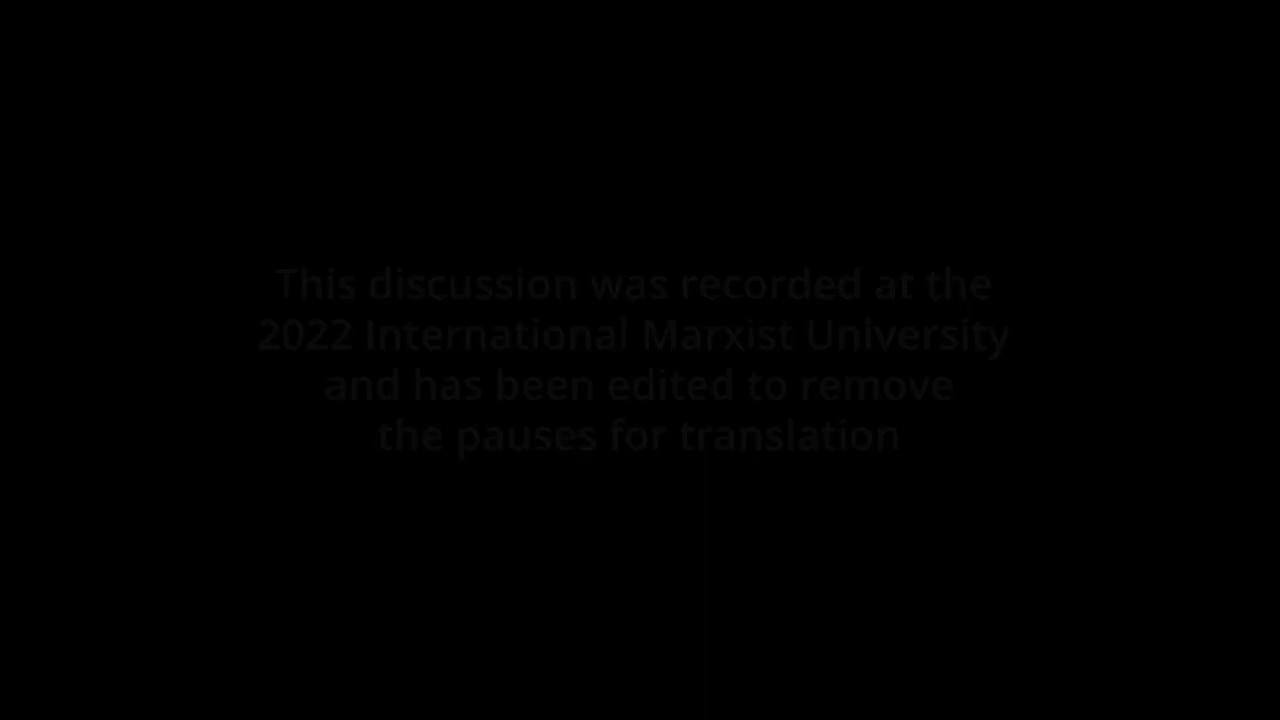 This discussion was recorded at the
2022 International Marxist University
and has been edited to remove
the pauses for translation